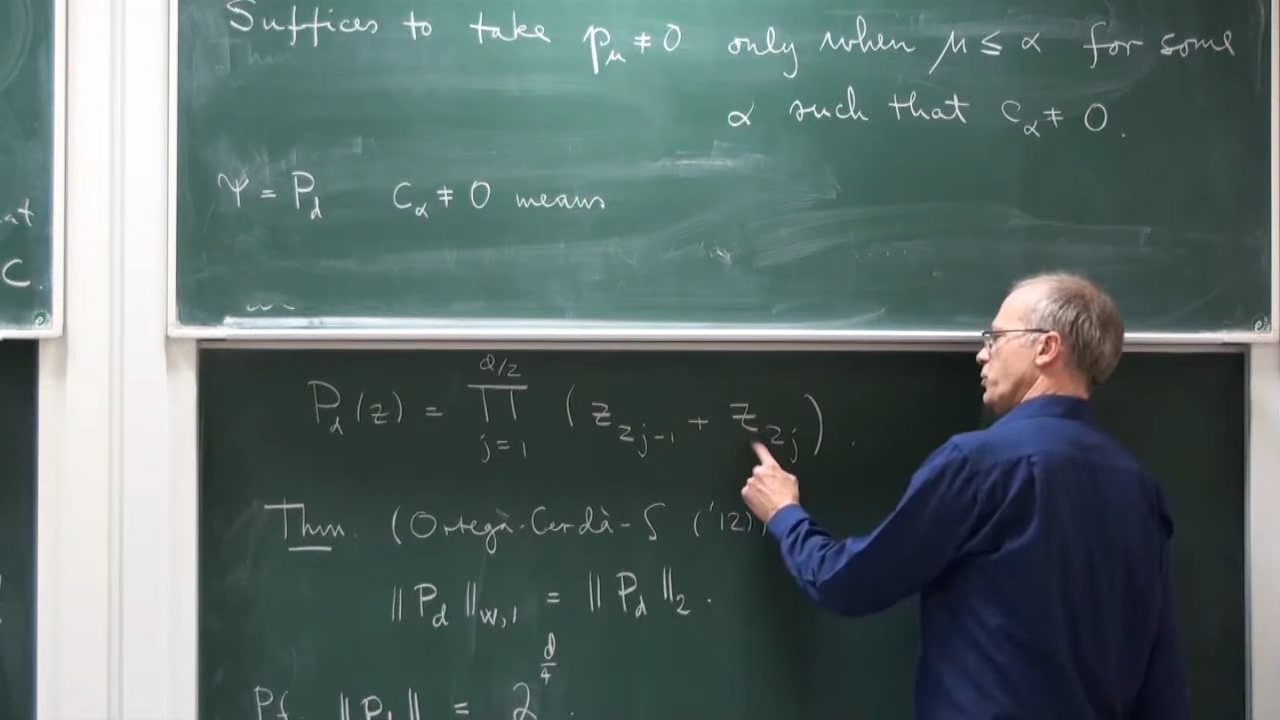 Suffices to take p_μ ≠ 0 only when μ ≤ α for some
α such that c_α ≠ 0.
Ψ = P_d c_α ≠ 0 means
at
C
P_d(z) = ∏_{j=1}^{d/2} (z_{2j-1} + z_{2j}).
Thm. (Ortega-Cerdà-S ('12)
‖P_d‖_{w,1} = ‖P_d‖_2.
Pf. ‖P_d‖ = 2^{d/4}.